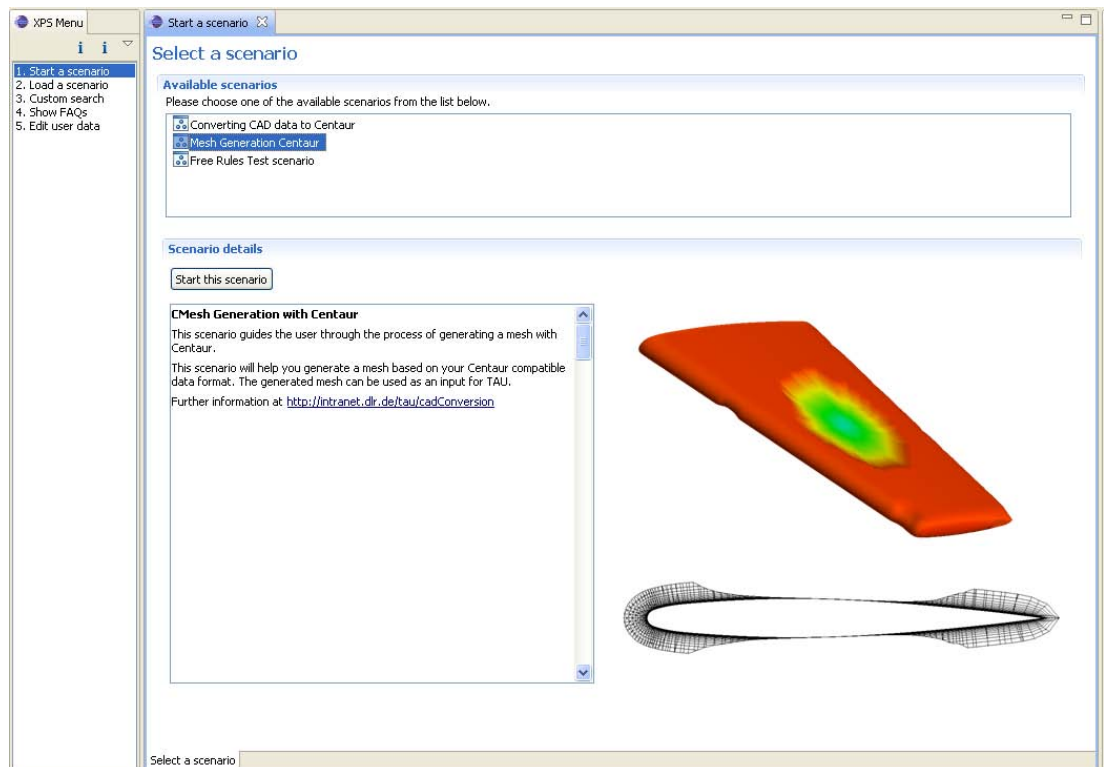 XPS Menu
i i
1. Start a scenario
2. Load a scenario
3. Custom search
4. Show FAQs
5. Edit user data
Start a scenario
Select a scenario
Available scenarios
Please choose one of the available scenarios from the list below.
Converting CAD data to Centaur
Mesh Generation Centaur
Free Rules Test scenario
Scenario details
Start this scenario
CMesh Generation with Centaur
This scenario guides the user through the process of generating a mesh with
Centaur.
This scenario will help you generate a mesh based on your Centaur compatible
data format. The generated mesh can be used as an input for TAU.
Further information at http://intranet.dlr.de/tau/cadConversion
Select a scenario